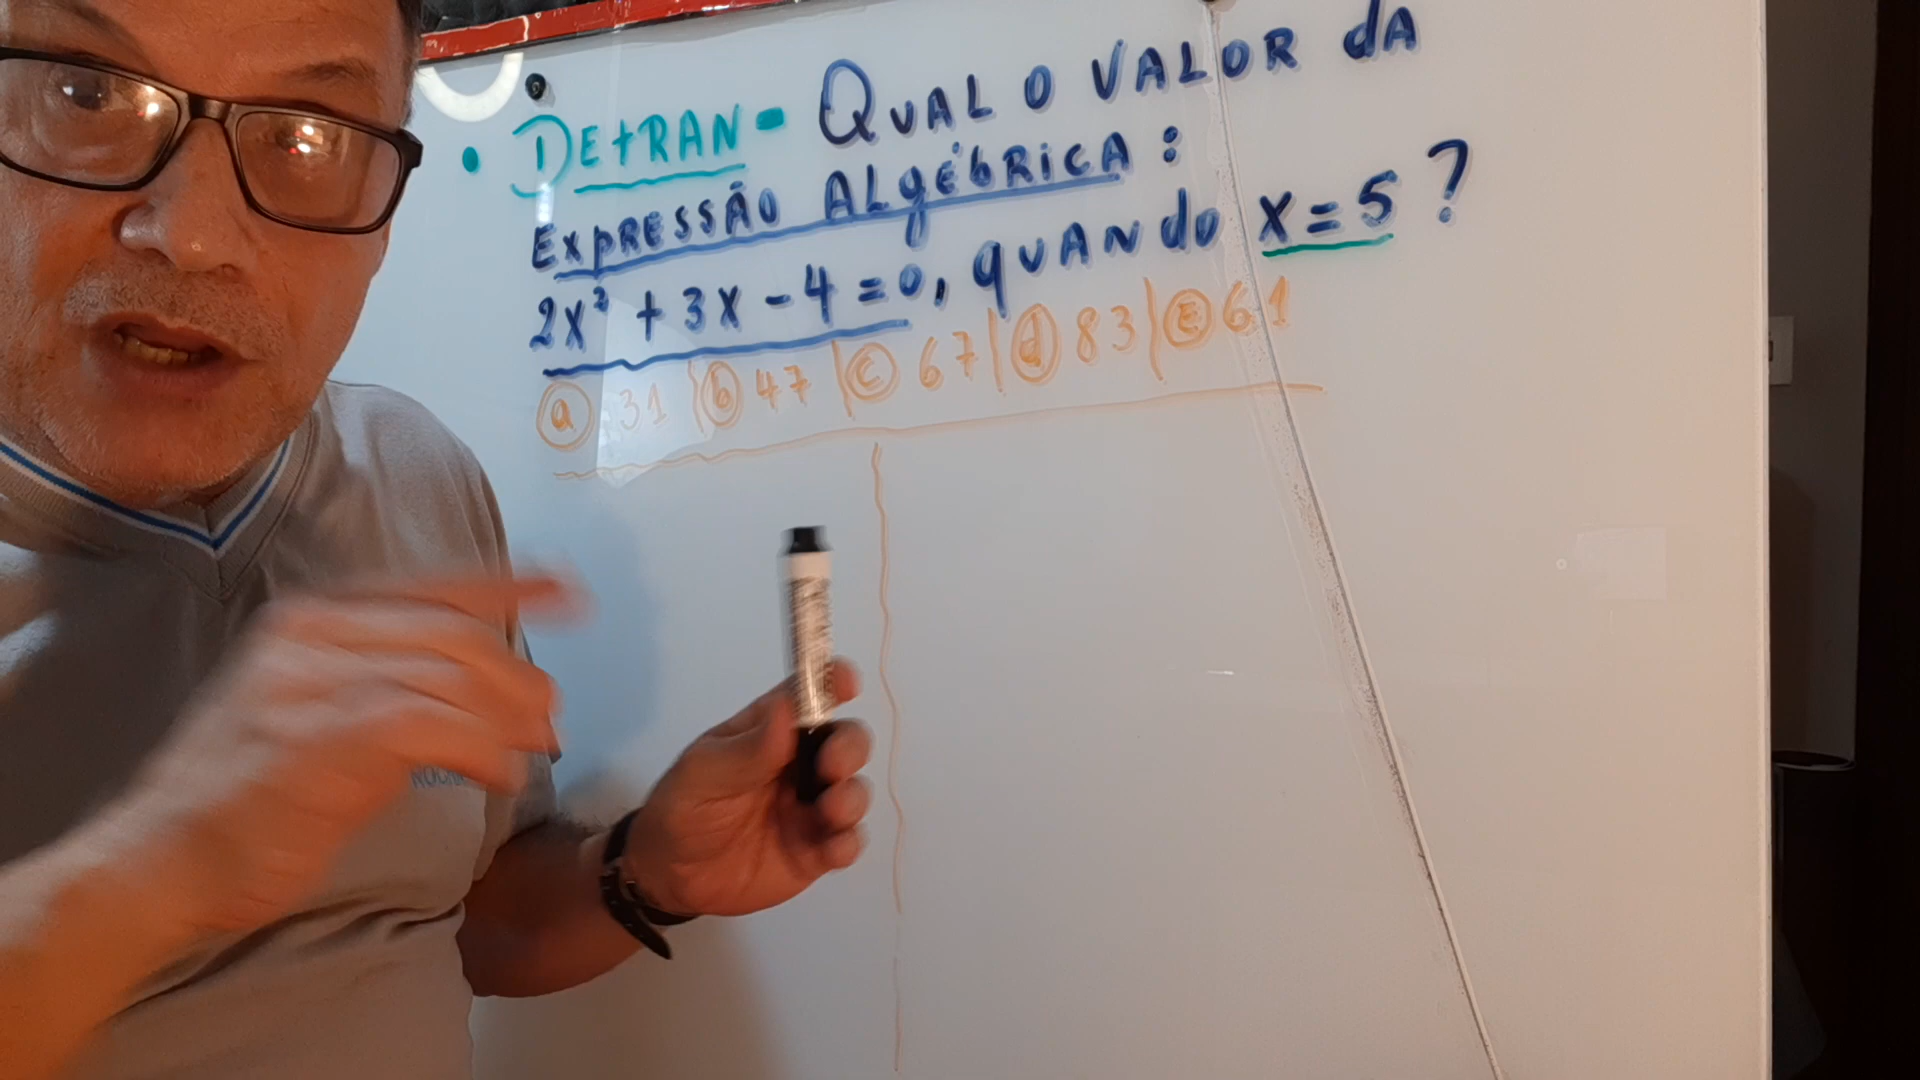 • DETRAN - QUAL O VALOR DA
EXPRESSÃO ALGÉBRICA:
2x² + 3x - 4 = 0, QUANDO x = 5 ?
(a) 31 | (b) 47 | (c) 67 | (d) 83 | (e) 61